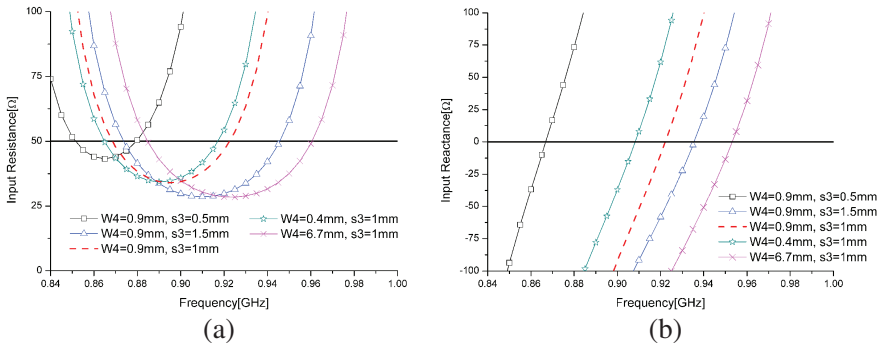 100
75
50
25
0
Input Resistance[Ω]
W4=0.9mm, s3=0.5mm
W4=0.9mm, s3=1.5mm
W4=0.9mm, s3=1mm
W4=0.4mm, s3=1mm
W4=6.7mm, s3=1mm
0.84 0.86 0.88 0.90 0.92 0.94 0.96 0.98 1.00
Frequency[GHz]
(a)
100
75
50
25
0
-25
-50
-75
-100
Input Reactance[Ω]
W4=0.9mm, s3=0.5mm
W4=0.9mm, s3=1.5mm
W4=0.9mm, s3=1mm
W4=0.4mm, s3=1mm
W4=6.7mm, s3=1mm
0.84 0.86 0.88 0.90 0.92 0.94 0.96 0.98 1.00
Frequency[GHz]
(b)